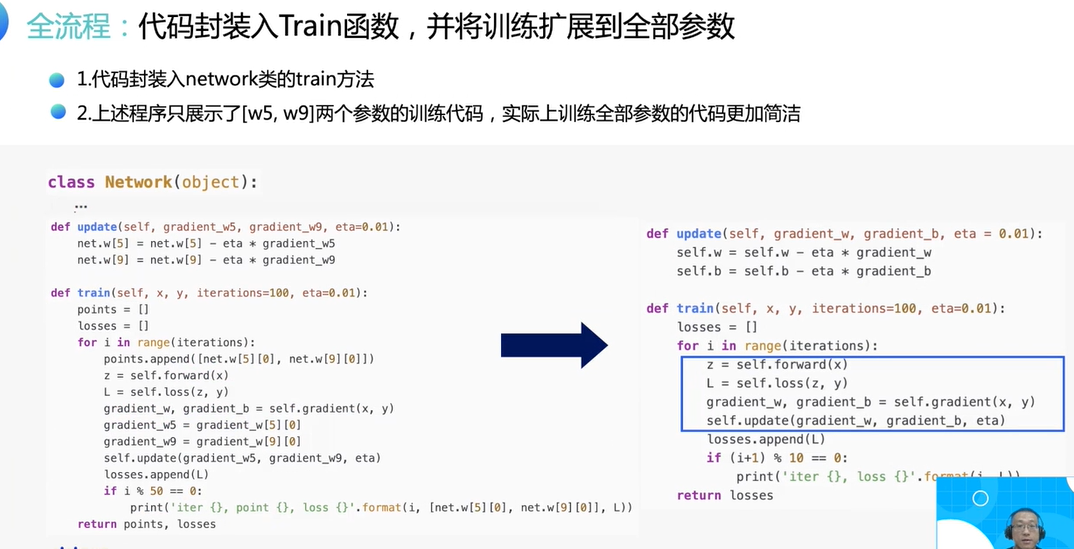 全流程：代码封装入Train函数，并将训练扩展到全部参数
1.代码封装入network类的train方法
2.上述程序只展示了[w5, w9]两个参数的训练代码，实际上训练全部参数的代码更加简洁
class Network(object):
...
def update(self, gradient_w5, gradient_w9, eta=0.01):
net.w[5] = net.w[5] - eta * gradient_w5
net.w[9] = net.w[9] - eta * gradient_w9
def train(self, x, y, iterations=100, eta=0.01):
points = []
losses = []
for i in range(iterations):
points.append([net.w[5][0], net.w[9][0]])
z = self.forward(x)
L = self.loss(z, y)
gradient_w, gradient_b = self.gradient(x, y)
gradient_w5 = gradient_w[5][0]
gradient_w9 = gradient_w[9][0]
self.update(gradient_w5, gradient_w9, eta)
losses.append(L)
if i % 50 == 0:
print('iter {}, point {}, loss {}'.format(i, [net.w[5][0], net.w[9][0]], L))
return points, losses
def update(self, gradient_w, gradient_b, eta = 0.01):
self.w = self.w - eta * gradient_w
self.b = self.b - eta * gradient_b
def train(self, x, y, iterations=100, eta=0.01):
losses = []
for i in range(iterations):
z = self.forward(x)
L = self.loss(z, y)
gradient_w, gradient_b = self.gradient(x, y)
self.update(gradient_w, gradient_b, eta)
losses.append(L)
if (i+1) % 10 == 0:
print('iter {}, loss {}'.format(i, L))
return losses